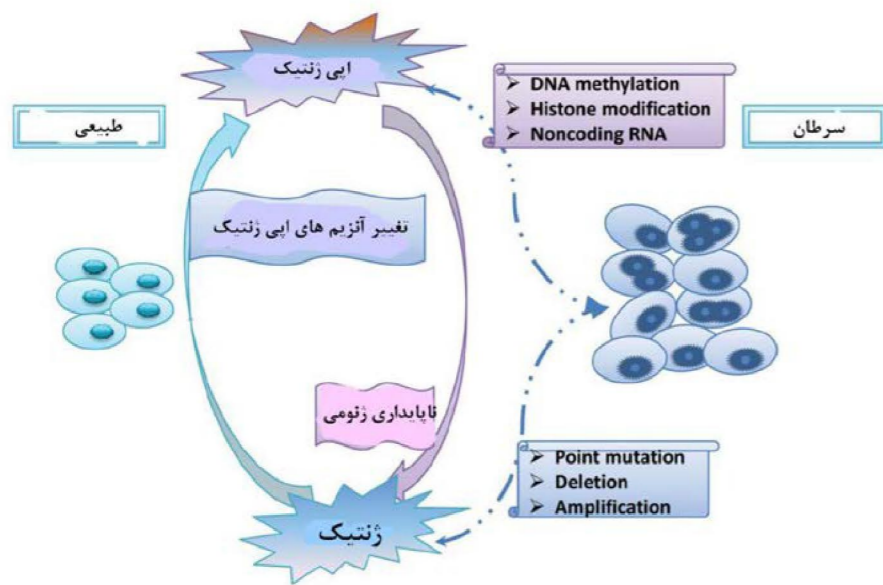 اپی ژنتیک
DNA methylation
Histone modification
Noncoding RNA
طبیعی
سرطان
تغییر آنزیم های اپی ژنتیک
ناپایداری ژنومی
Point mutation
Deletion
Amplification
ژنتیک